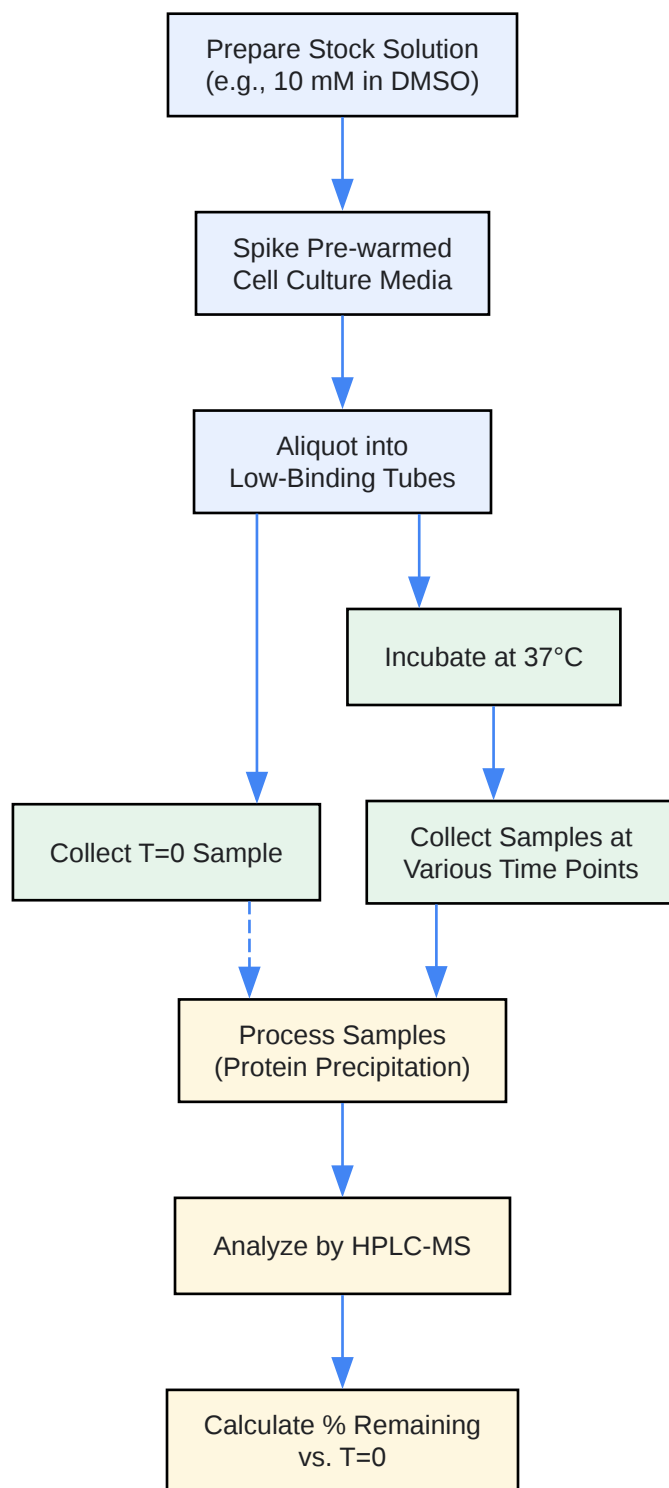 Prepare Stock Solution
(e.g., 10 mM in DMSO)
Spike Pre-warmed
Cell Culture Media
Aliquot into
Low-Binding Tubes
Incubate at 37°C
Collect T=0 Sample
Collect Samples at
Various Time Points
Process Samples
(Protein Precipitation)
Analyze by HPLC-MS
Calculate % Remaining
vs. T=0